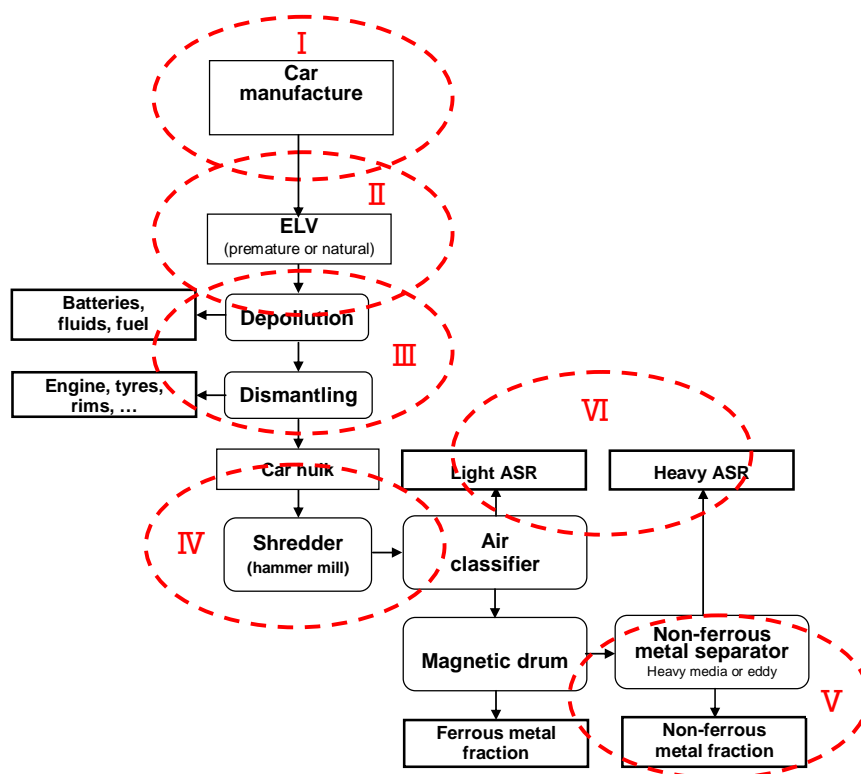 I
Car
manufacture
II
ELV
(premature or natural)
Batteries,
fluids, fuel
Depollution
III
Engine, tyres,
rims, …
Dismantling
VI
Car hulk
Light ASR
Heavy ASR
IV
Shredder
(hammer mill)
Air
classifier
Magnetic drum
Non-ferrous
metal separator
Heavy media or eddy
V
Ferrous metal
fraction
Non-ferrous
metal fraction